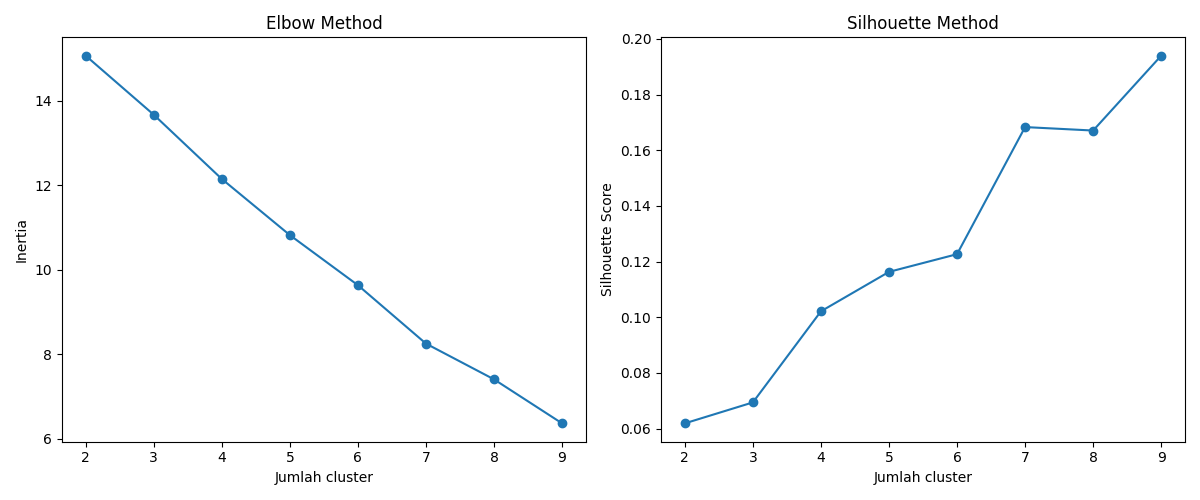 Elbow Method
Inertia
14
12
10
8
6
2 3 4 5 6 7 8 9
Jumlah cluster
Silhouette Method
Silhouette Score
0.20
0.18
0.16
0.14
0.12
0.10
0.08
0.06
2 3 4 5 6 7 8 9
Jumlah cluster